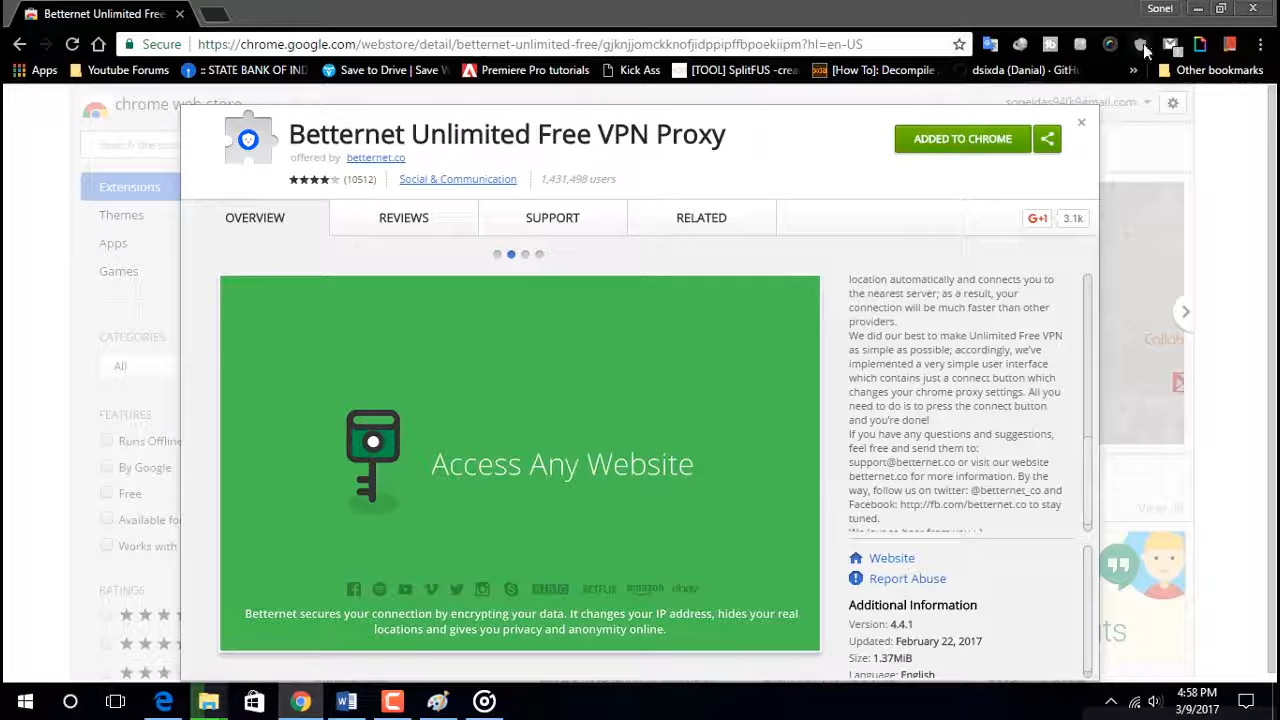 Betternet Unlimited Free
Sonel
Secure
https://chrome.google.com/webstore/detail/betternet-unlimited-free/gjknjjomckknofjidppipffbpoekiipm?hl=en-US
Apps
Youtube Forums
:: STATE BANK OF IND
Save to Drive | Save V
Premiere Pro tutorials
Kick Ass
[TOOL] SplitFUS -crea
[How To]: Decompile,
dsixda (Danial) · GitHu
»
Other bookmarks
chrome web store
Betternet Unlimited Free VPN Proxy
offered by betternet.co
(10512)
Social & Communication
1,431,498 users
ADDED TO CHROME
OVERVIEW
REVIEWS
SUPPORT
RELATED
G+1
3.1k
Extensions
Themes
Apps
Games
CATEGORIES
All
FEATURES
Runs Offline
By Google
Free
Available for
Works with
RATINGS
Access Any Website
NETFLIX
amazon
ebay
Betternet secures your connection by encrypting your data. It changes your IP address, hides your real
locations and gives you privacy and anonymity online.
location automatically and connects you to
the nearest server; as a result, your
connection will be much faster than other
providers.
We did our best to make Unlimited Free VPN
as simple as possible; accordingly, we've
implemented a very simple user interface
which contains just a connect button which
changes your chrome proxy settings. All you
need to do is to press the connect button
and you're done!
If you have any questions and suggestions,
feel free and send them to:
support@betternet.co or visit our website
betternet.co for more information. By the
way, follow us on twitter: @betternet_co and
Facebook: http://fb.com/betternet.co to stay
tuned.
Website
Report Abuse
Additional Information
Version: 4.4.1
Updated: February 22, 2017
Size: 1.37MiB
Language: English
Collab
View all
4:58 PM
3/9/2017